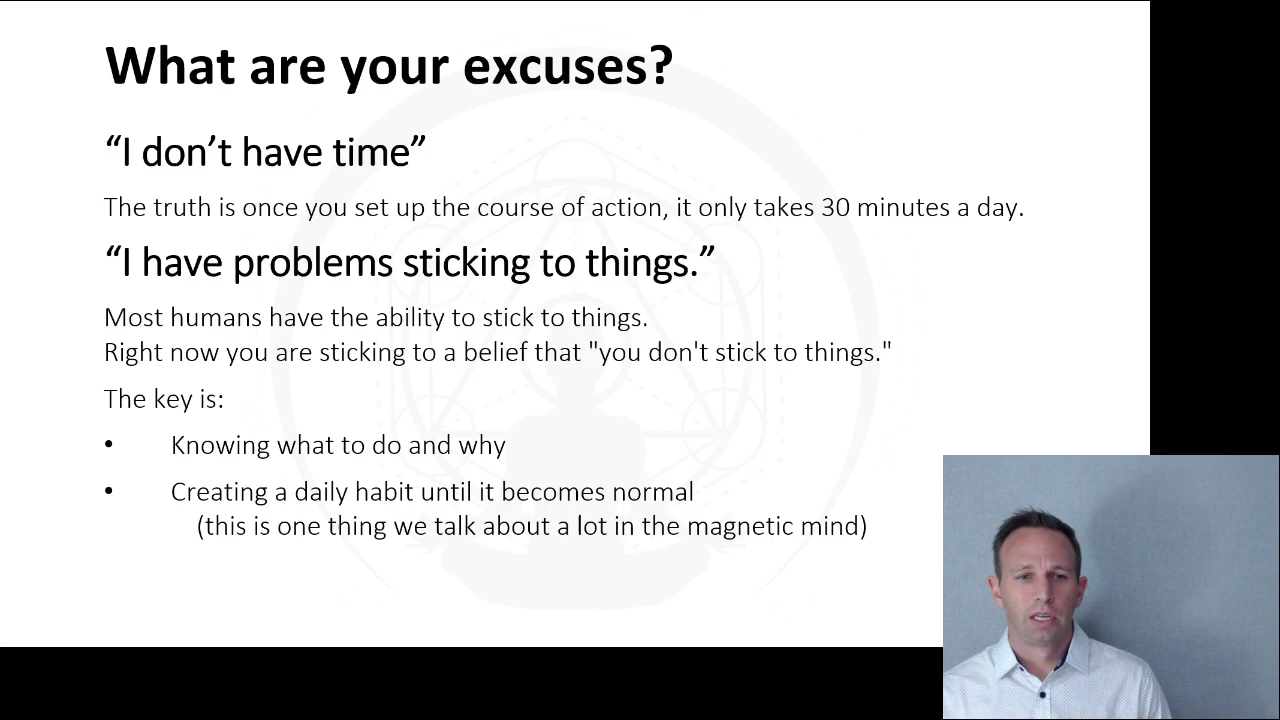 What are your excuses?
“I don’t have time”
The truth is once you set up the course of action, it only takes 30 minutes a day.
“I have problems sticking to things.”
Most humans have the ability to stick to things.
Right now you are sticking to a belief that "you don't stick to things."
The key is:
• Knowing what to do and why
• Creating a daily habit until it becomes normal
(this is one thing we talk about a lot in the magnetic mind)